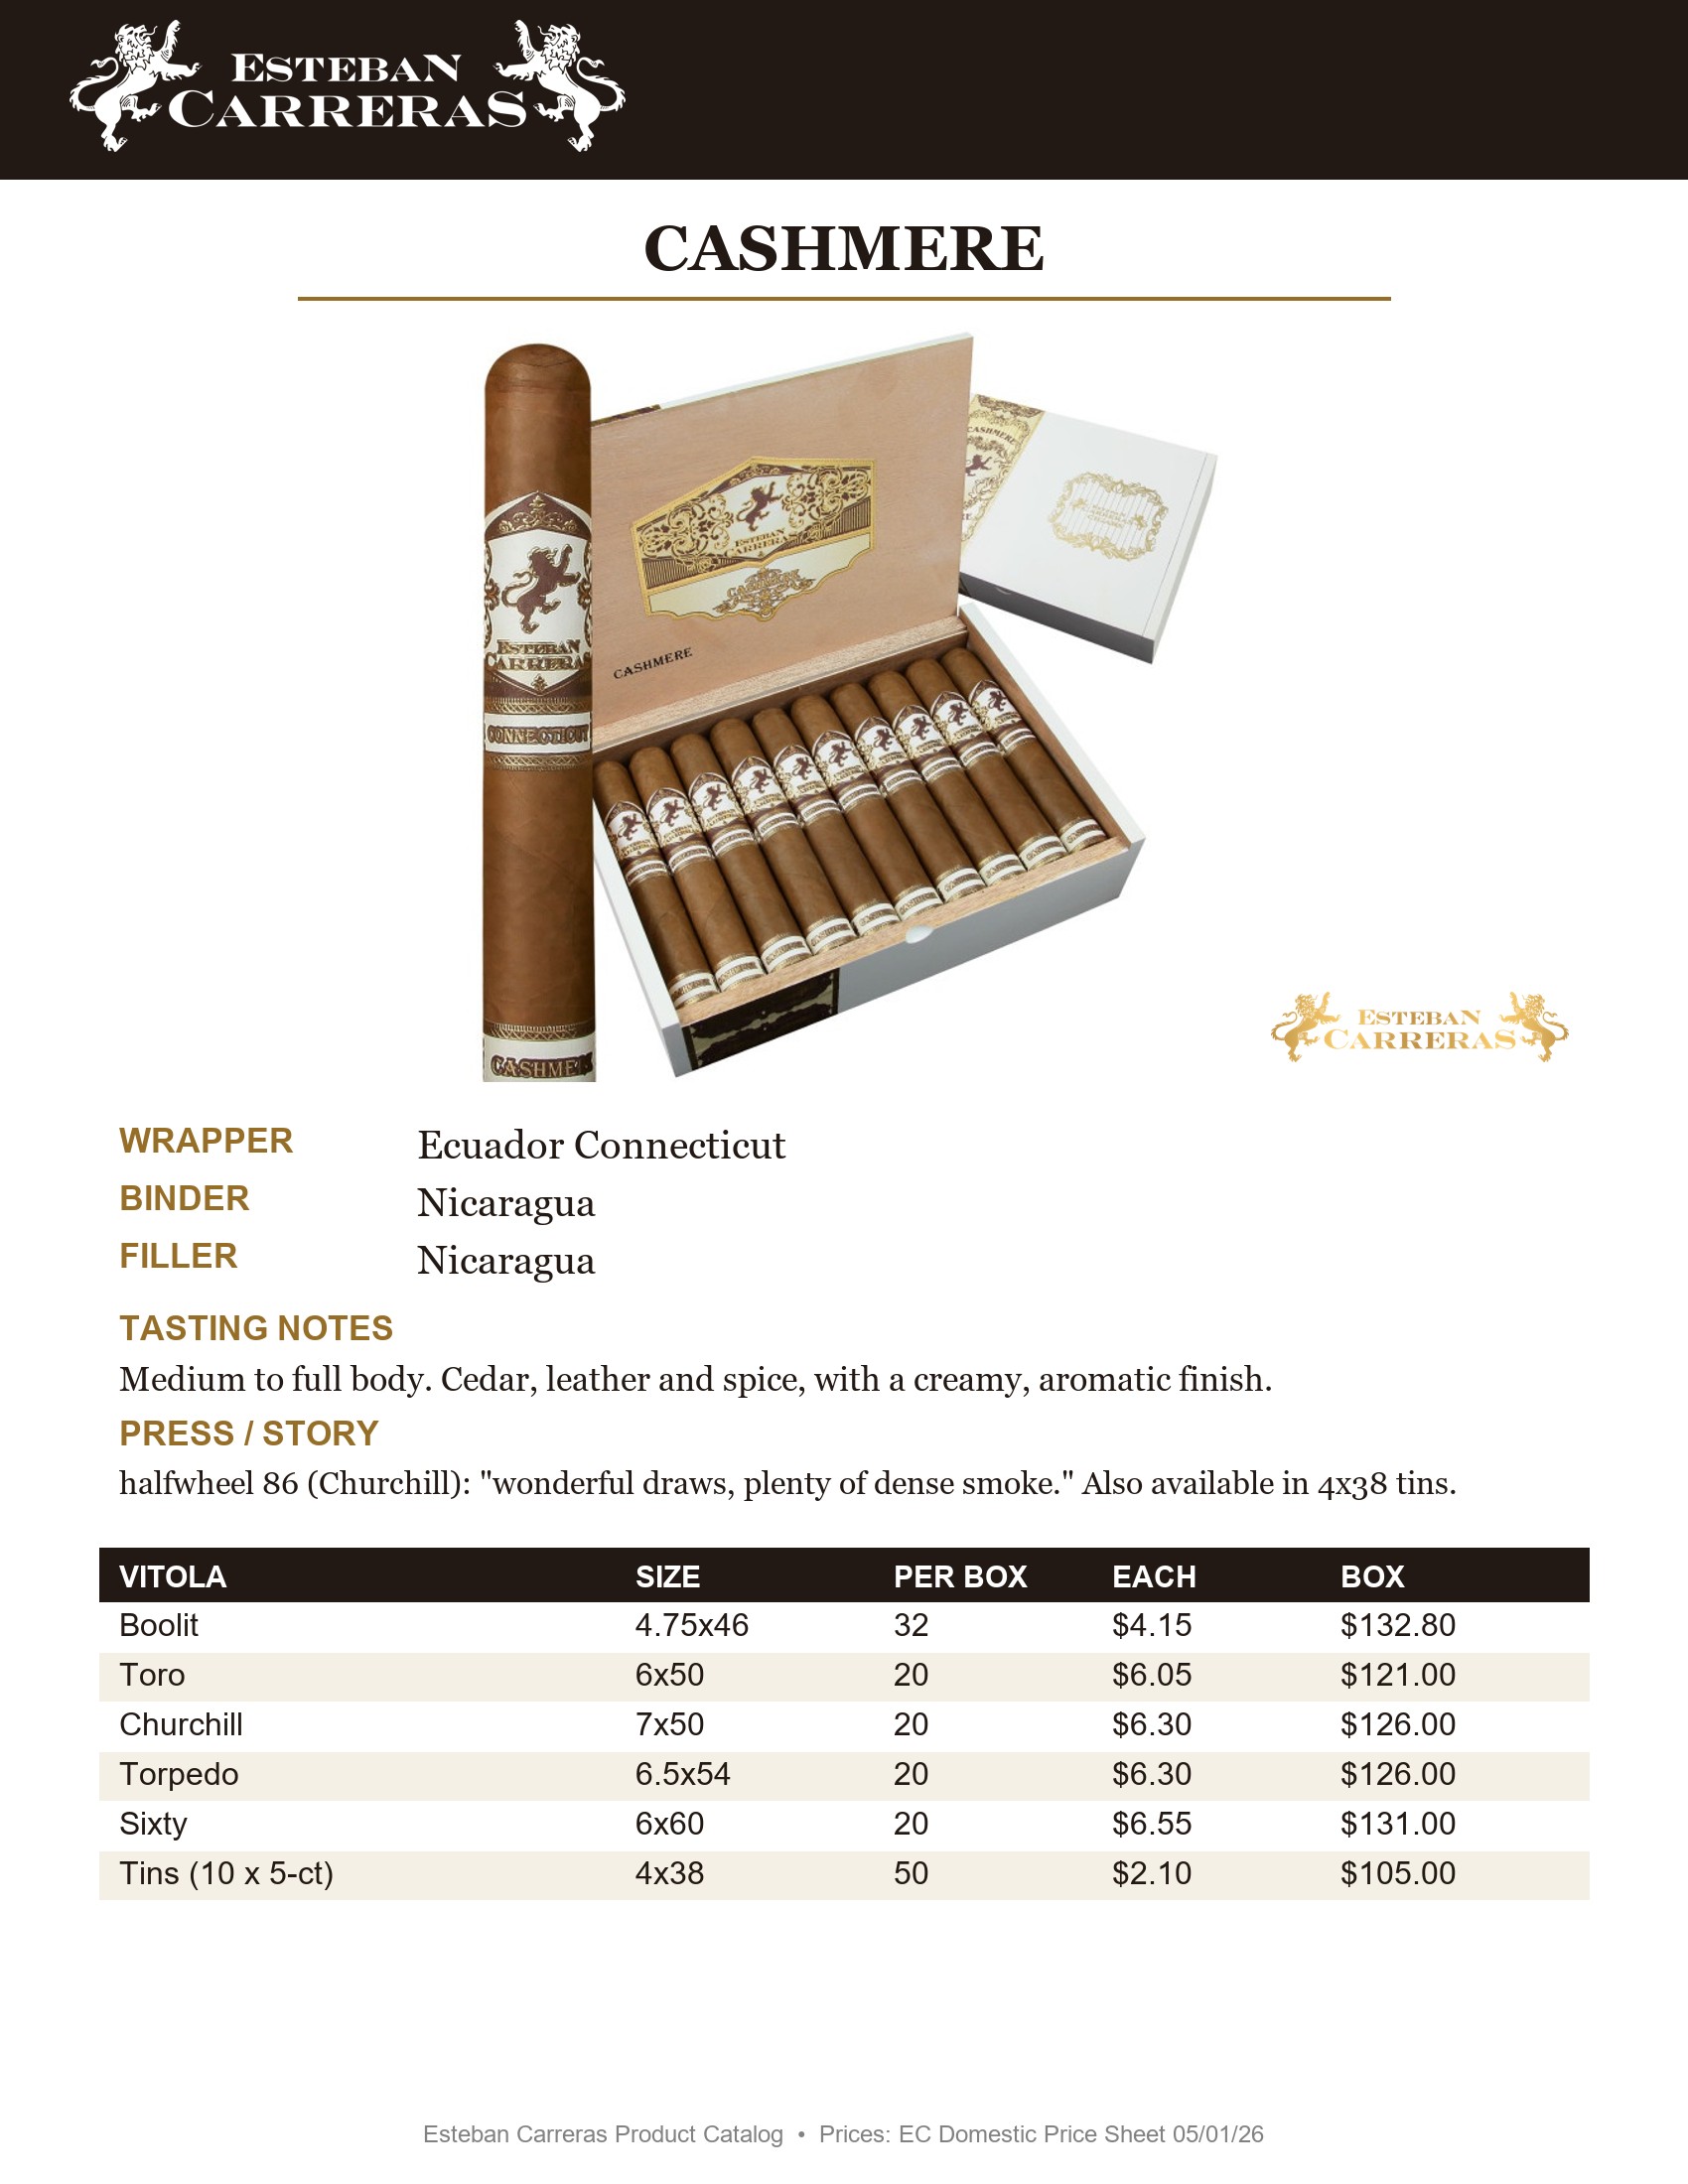 ESTEBAN
CARRERAS
CASHMERE
CASHMERE
ESTEBAN
CARRERAS
CASHMERE
CASHMERE
ESTEBAN
CARRERAS
CONNECTICUT
CASHMERE
ESTEBAN
CARRERAS
WRAPPER Ecuador Connecticut
BINDER Nicaragua
FILLER Nicaragua
TASTING NOTES
Medium to full body. Cedar, leather and spice, with a creamy, aromatic finish.
PRESS / STORY
halfwheel 86 (Churchill): "wonderful draws, plenty of dense smoke." Also available in 4x38 tins.
VITOLA SIZE PER BOX EACH BOX
Boolit 4.75x46 32 $4.15 $132.80
Toro 6x50 20 $6.05 $121.00
Churchill 7x50 20 $6.30 $126.00
Torpedo 6.5x54 20 $6.30 $126.00
Sixty 6x60 20 $6.55 $131.00
Tins (10 x 5-ct) 4x38 50 $2.10 $105.00
Esteban Carreras Product Catalog • Prices: EC Domestic Price Sheet 05/01/26